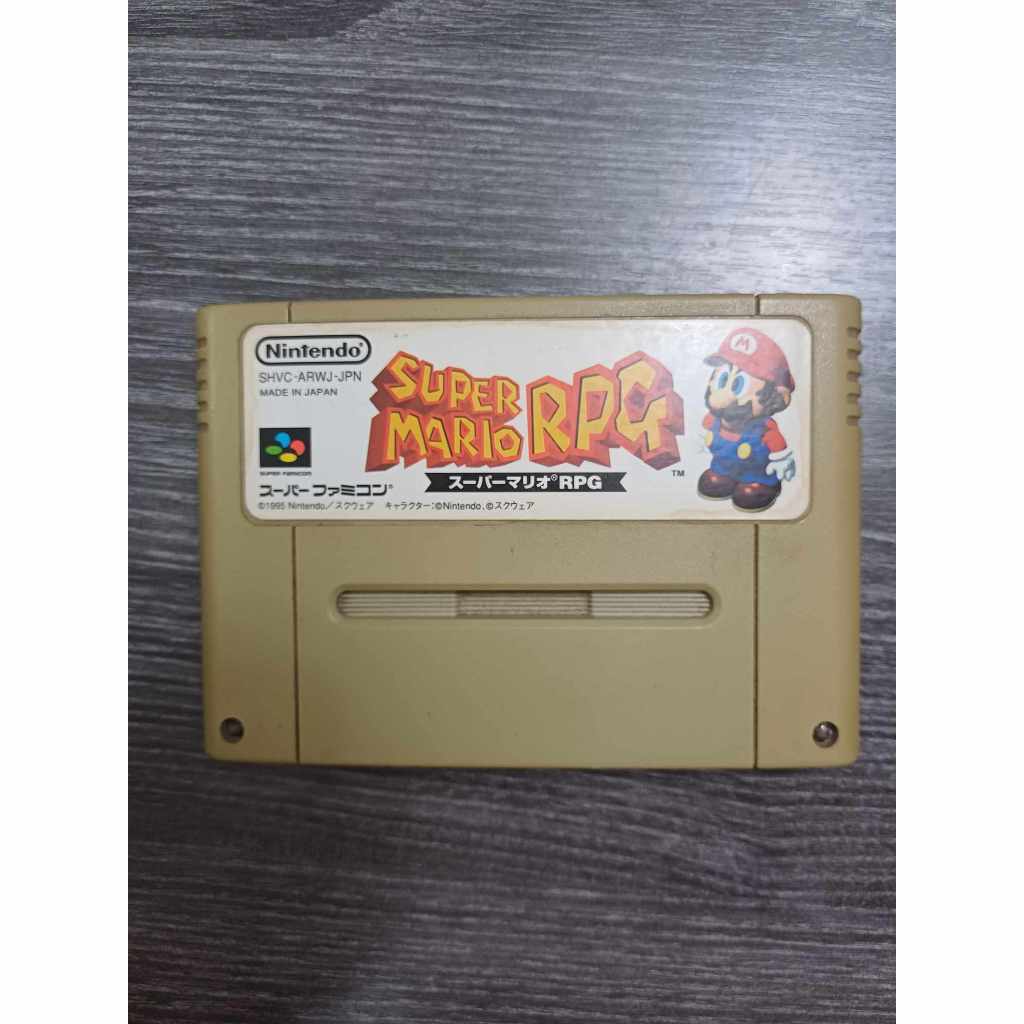 Nintendo®
SHVC-ARWJ-JPN
MADE IN JAPAN
SUPER FAMICOM
スーパーファミコン®
©1995 Nintendo／スクウェア キャラクター:©Nintendo, ©スクウェア
SUPER
MARIO RPG
TM
スーパーマリオ®RPG
M